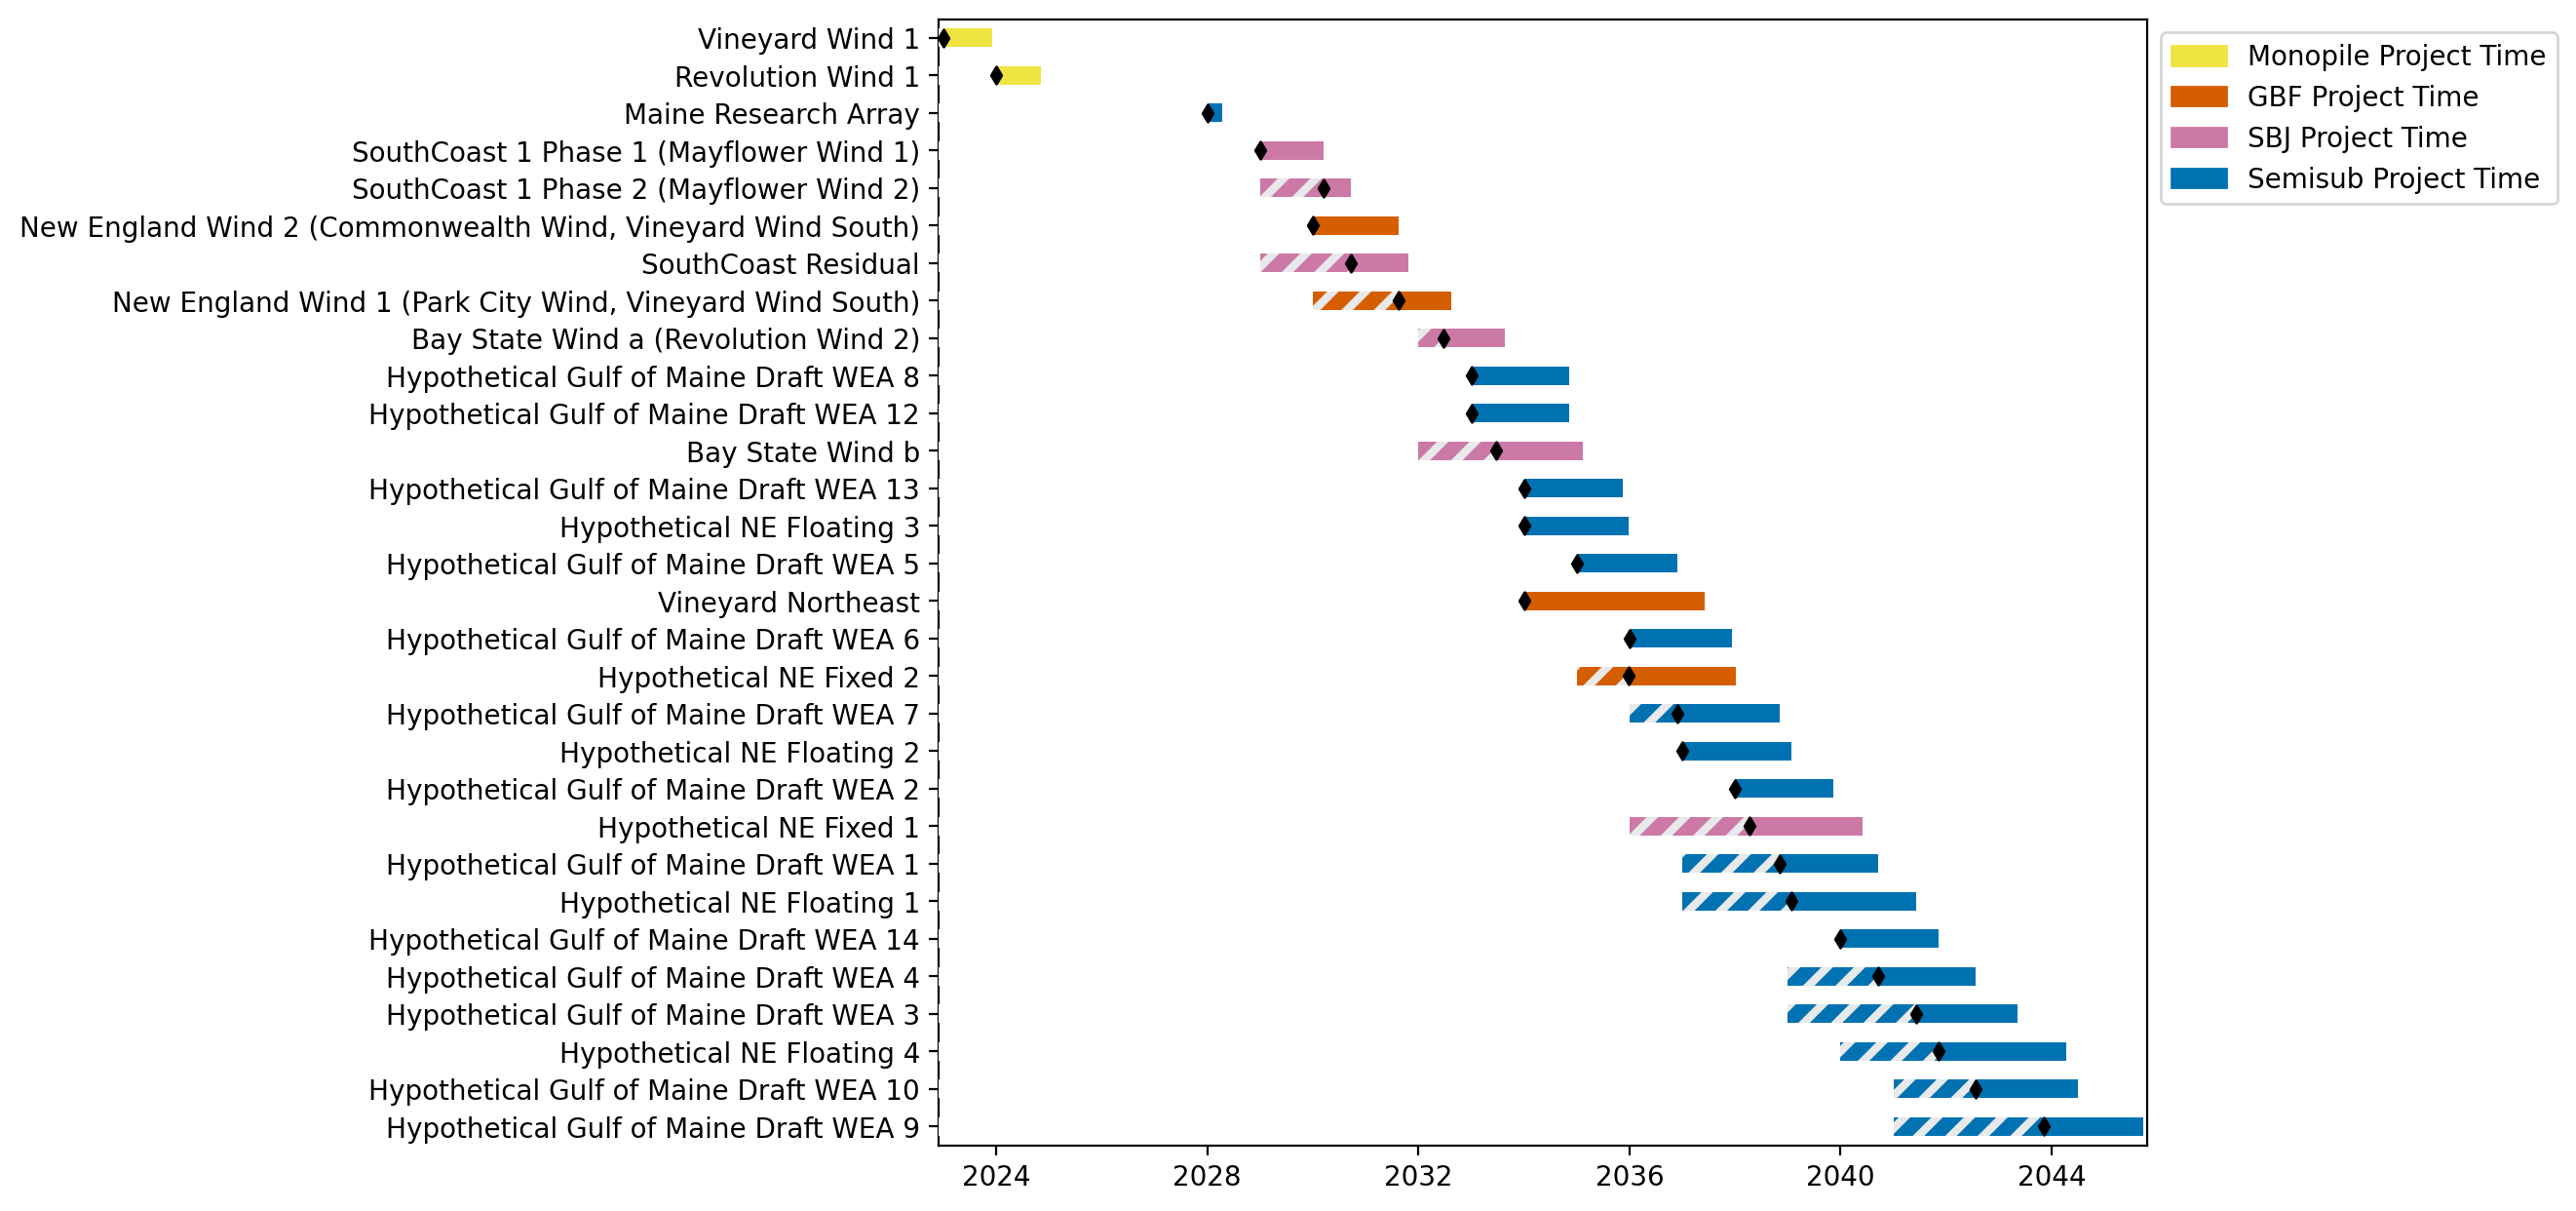 Vineyard Wind 1
Revolution Wind 1
Maine Research Array
SouthCoast 1 Phase 1 (Mayflower Wind 1)
SouthCoast 1 Phase 2 (Mayflower Wind 2)
New England Wind 2 (Commonwealth Wind, Vineyard Wind South)
SouthCoast Residual
New England Wind 1 (Park City Wind, Vineyard Wind South)
Bay State Wind a (Revolution Wind 2)
Hypothetical Gulf of Maine Draft WEA 8
Hypothetical Gulf of Maine Draft WEA 12
Bay State Wind b
Hypothetical Gulf of Maine Draft WEA 13
Hypothetical NE Floating 3
Hypothetical Gulf of Maine Draft WEA 5
Vineyard Northeast
Hypothetical Gulf of Maine Draft WEA 6
Hypothetical NE Fixed 2
Hypothetical Gulf of Maine Draft WEA 7
Hypothetical NE Floating 2
Hypothetical Gulf of Maine Draft WEA 2
Hypothetical NE Fixed 1
Hypothetical Gulf of Maine Draft WEA 1
Hypothetical NE Floating 1
Hypothetical Gulf of Maine Draft WEA 14
Hypothetical Gulf of Maine Draft WEA 4
Hypothetical Gulf of Maine Draft WEA 3
Hypothetical NE Floating 4
Hypothetical Gulf of Maine Draft WEA 10
Hypothetical Gulf of Maine Draft WEA 9
2024 2028 2032 2036 2040 2044
Monopile Project Time
GBF Project Time
SBJ Project Time
Semisub Project Time